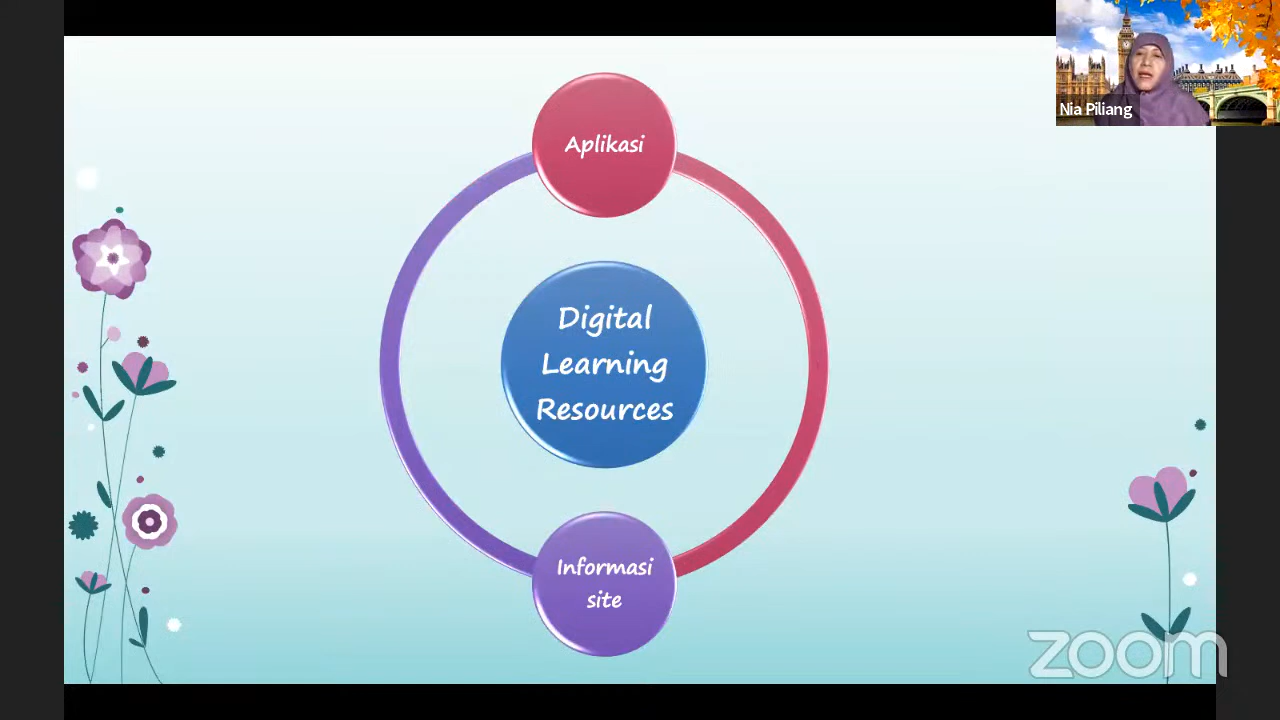 Aplikasi
Nia Piliang
Digital
Learning
Resources
Informasi
site
zoom